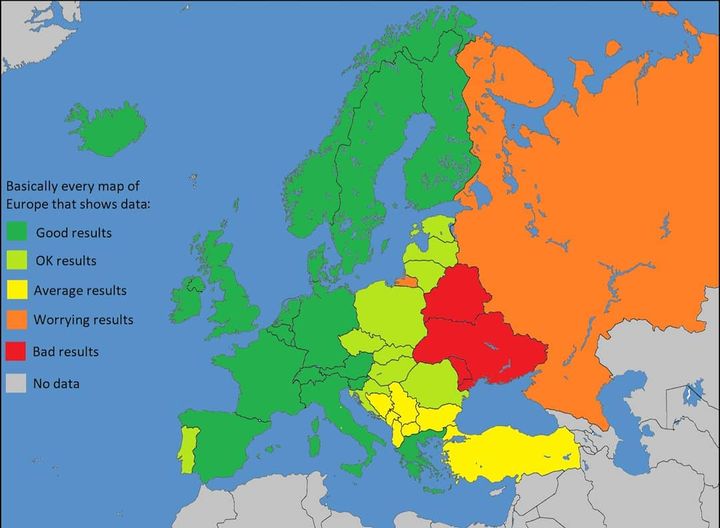 Basically every map of
Europe that shows data:
Good results
OK results
Average results
Worrying results
Bad results
No data